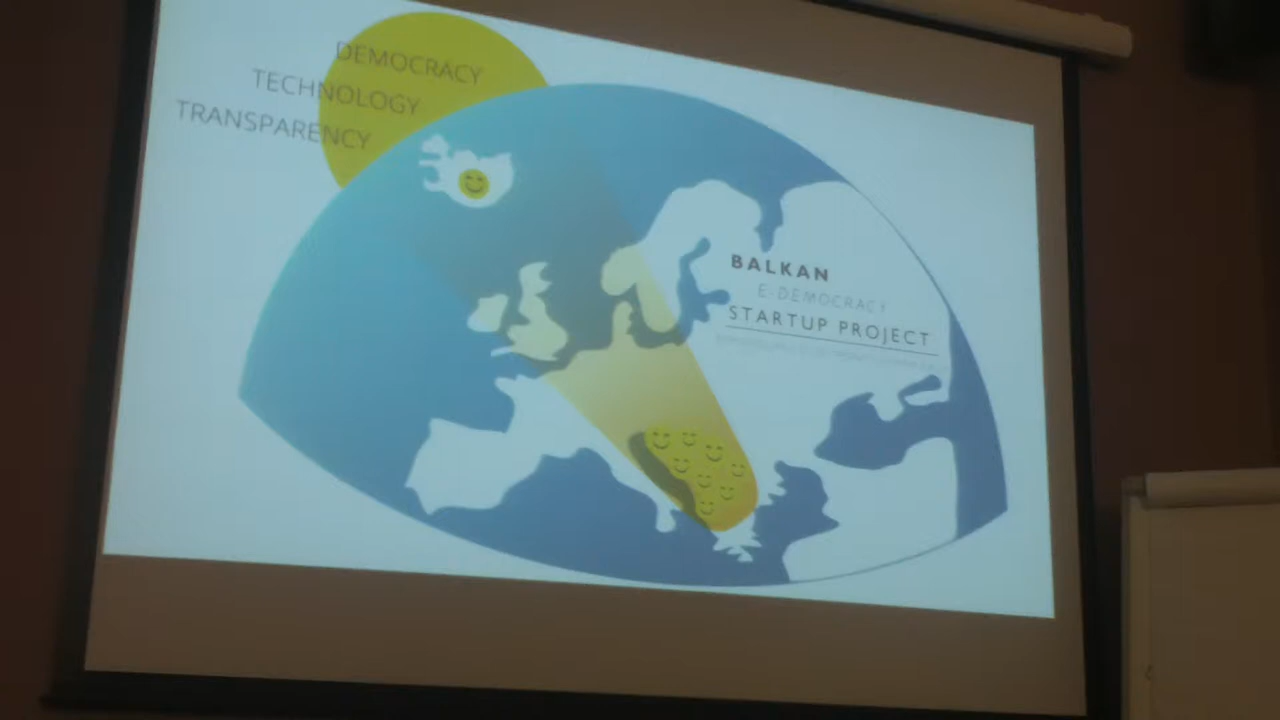 DEMOCRACY
TECHNOLOGY
TRANSPARENCY
BALKAN
E-DEMOCRACY
STARTUP PROJECT